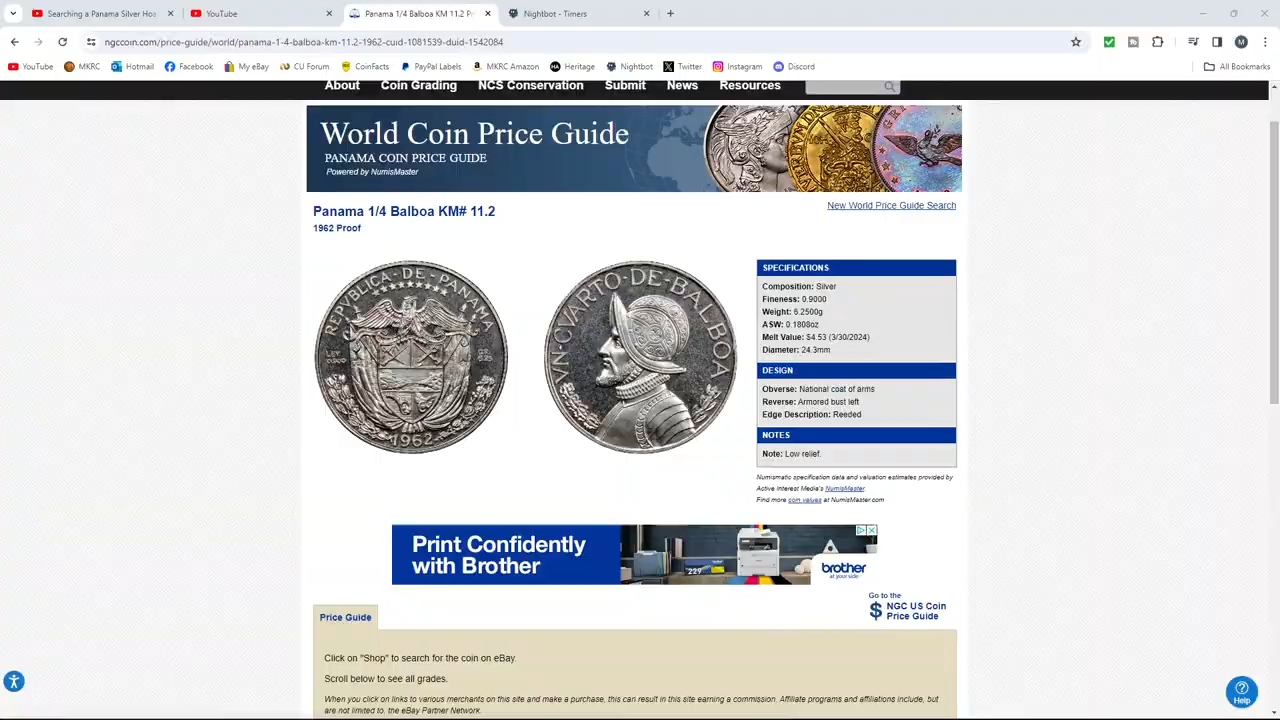 Searching a Panama Silver Hoa
YouTube
Panama 1/4 Balboa KM 11.2 Pr
Nightbot - Timers
ngccoin.com/price-guide/world/panama-1-4-balboa-km-11.2-1962-cuid-1081539-duid-1542084
M
YouTube
MKRC
Hotmail
Facebook
My eBay
CU Forum
CoinFacts
PayPal Labels
MKRC Amazon
Heritage
Nightbot
Twitter
Instagram
Discord
All Bookmarks
About
Coin Grading
NCS Conservation
Submit
News
Resources
World Coin Price Guide
PANAMA COIN PRICE GUIDE
Powered by NumisMaster
Panama 1/4 Balboa KM# 11.2
New World Price Guide Search
1962 Proof
REPVBLICA·DE·PANAMA
LEY
GR.
6.25
1962
VN·CVARTO·DE·BALBOA
SPECIFICATIONS
Composition: Silver
Fineness: 0.9000
Weight: 6.2500g
ASW: 0.1808oz
Melt Value: $4.53 (3/30/2024)
Diameter: 24.3mm
DESIGN
Obverse: National coat of arms
Reverse: Armored bust left
Edge Description: Reeded
NOTES
Note: Low relief.
Numismatic specification data and valuation estimates provided by
Active Interest Media's NumisMaster.
Find more coin values at NumisMaster.com
Print Confidently
with Brother
229
brother
at your side
Go to the
$ NGC US Coin
Price Guide
Price Guide
Click on "Shop" to search for the coin on eBay.
Scroll below to see all grades.
When you click on links to various merchants on this site and make a purchase, this can result in this site earning a commission. Affiliate programs and affiliations include, but
are not limited to, the eBay Partner Network.
Help